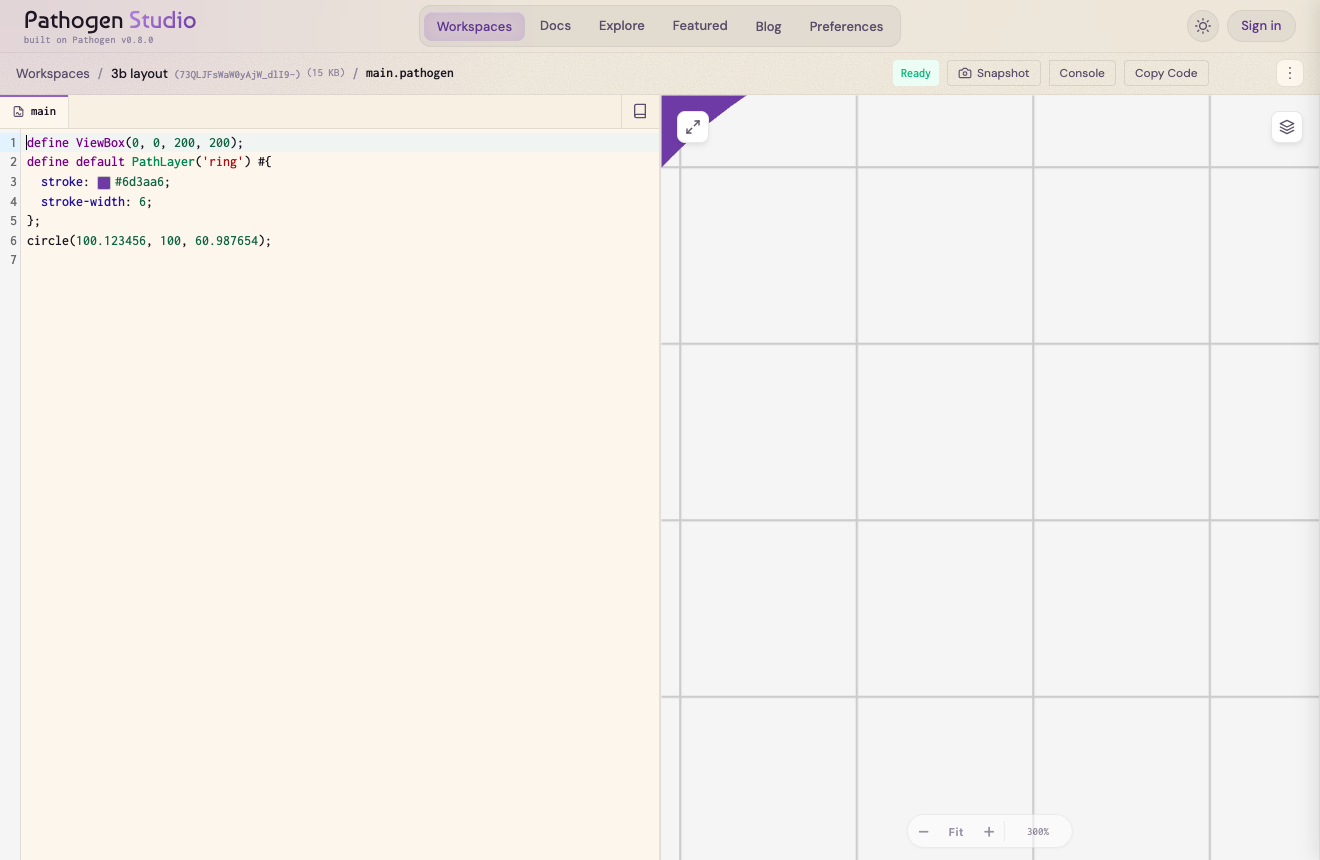 Pathogen Studio
built on Pathogen v0.8.0
Workspaces Docs Explore Featured Blog Preferences
Sign in
Workspaces / 3b layout (73QLJFsWaW0yAjW_dlI9-) (15 KB) / main.pathogen
Ready Snapshot Console Copy Code
main
1 define ViewBox(0, 0, 200, 200);
2 define default PathLayer('ring') #{
3 stroke: #6d3aa6;
4 stroke-width: 6;
5 };
6 circle(100.123456, 100, 60.987654);
7
− Fit + 300%